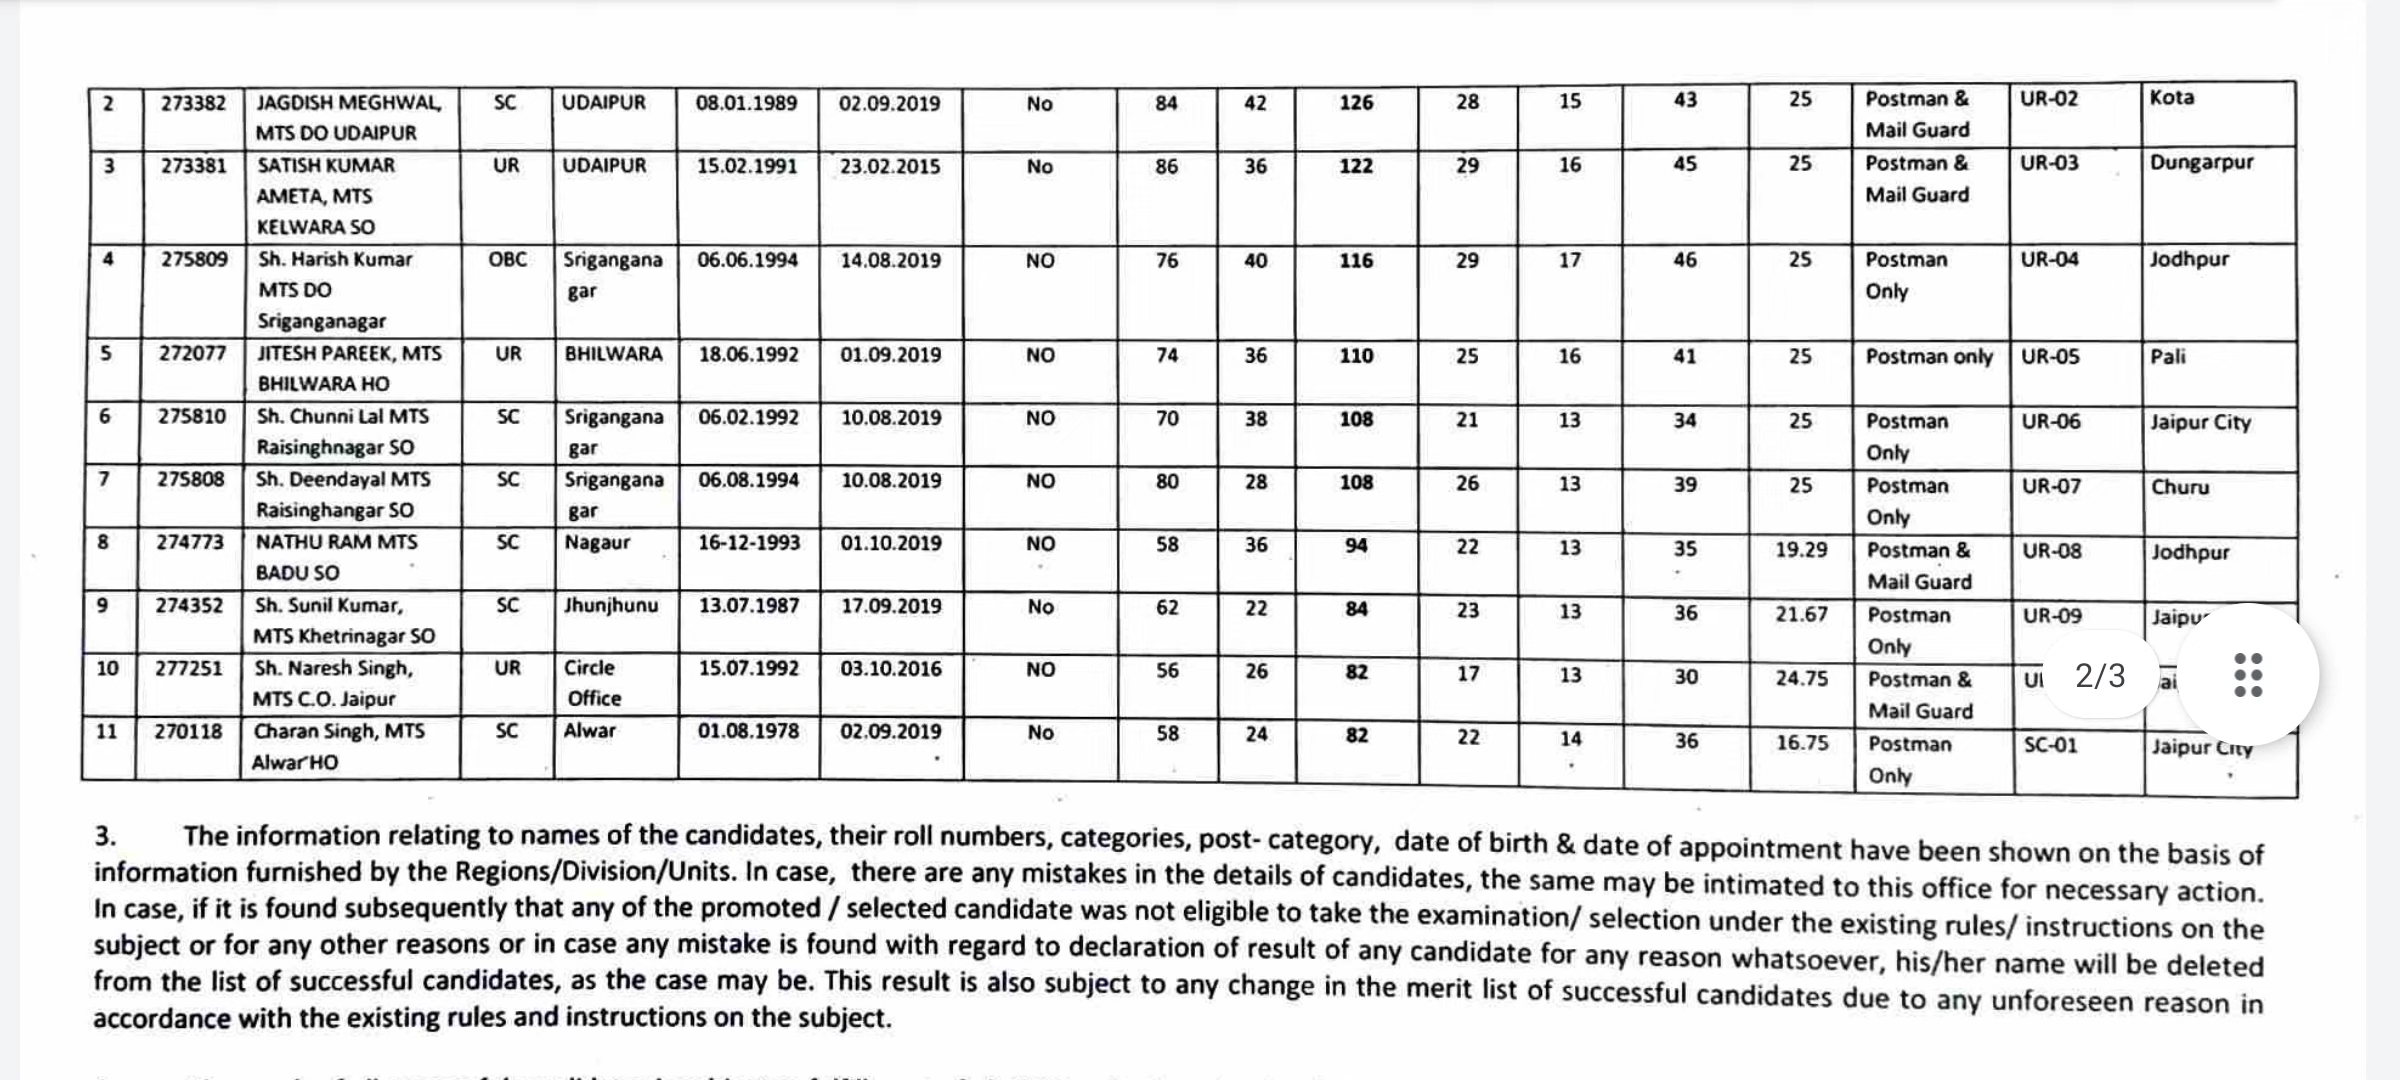 2 273382 JAGDISH MEGHWAL, SC UDAIPUR 08.01.1989 02.09.2019 No 84 42 126 28 15 43 25 Postman & UR-02 Kota
MTS DO UDAIPUR Mail Guard
3 273381 SATISH KUMAR UR UDAIPUR 15.02.1991 23.02.2015 No 86 36 122 29 16 45 25 Postman & UR-03 Dungarpur
AMETA, MTS Mail Guard
KELWARA SO
4 275809 Sh. Harish Kumar OBC Srigangana 06.06.1994 14.08.2019 NO 76 40 116 29 17 46 25 Postman UR-04 Jodhpur
MTS DO gar Only
Sriganganagar
5 272077 JITESH PAREEK, MTS UR BHILWARA 18.06.1992 01.09.2019 NO 74 36 110 25 16 41 25 Postman only UR-05 Pali
BHILWARA HO
6 275810 Sh. Chunni Lal MTS SC Srigangana 06.02.1992 10.08.2019 NO 70 38 108 21 13 34 25 Postman UR-06 Jaipur City
Raisinghnagar SO gar Only
7 275808 Sh. Deendayal MTS SC Srigangana 06.08.1994 10.08.2019 NO 80 28 108 26 13 39 25 Postman UR-07 Churu
Raisinghangar SO gar Only
8 274773 NATHU RAM MTS SC Nagaur 16-12-1993 01.10.2019 NO 58 36 94 22 13 35 19.29 Postman & UR-08 Jodhpur
BADU SO Mail Guard
9 274352 Sh. Sunil Kumar, SC Jhunjhunu 13.07.1987 17.09.2019 No 62 22 84 23 13 36 21.67 Postman UR-09
MTS Khetrinagar SO Only
10 277251 Sh. Naresh Singh, UR Circle 15.07.1992 03.10.2016 NO 56 26 82 17 13 30 24.75 Postman & 2/3
MTS C.O. Jaipur Office Mail Guard
11 270118 Charan Singh, MTS SC Alwar 01.08.1978 02.09.2019 No 58 24 82 22 14 36 16.75 Postman SC-01 Jaipur City
Alwar HO Only
3. The information relating to names of the candidates, their roll numbers, categories, post- category, date of birth & date of appointment have been shown on the basis of
information furnished by the Regions/Division/Units. In case, there are any mistakes in the details of candidates, the same may be intimated to this office for necessary action.
In case, if it is found subsequently that any of the promoted / selected candidate was not eligible to take the examination/ selection under the existing rules/ instructions on the
subject or for any other reasons or in case any mistake is found with regard to declaration of result of any candidate for any reason whatsoever, his/her name will be deleted
from the list of successful candidates, as the case may be. This result is also subject to any change in the merit list of successful candidates due to any unforeseen reason in
accordance with the existing rules and instructions on the subject.